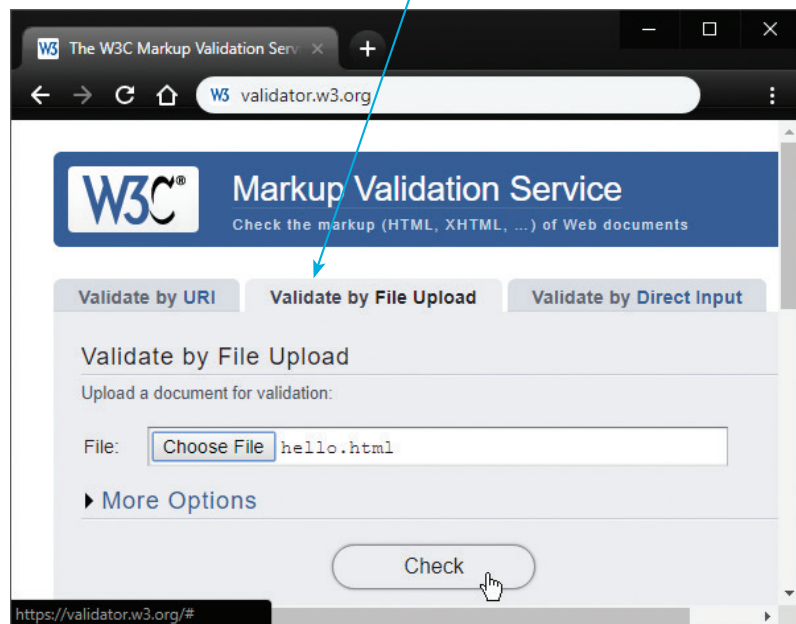 W3 The W3C Markup Validation Serv
W3 validator.w3.org
W3C® Markup Validation Service
Check the markup (HTML, XHTML, ...) of Web documents
Validate by URI Validate by File Upload Validate by Direct Input
Validate by File Upload
Upload a document for validation:
File: Choose File hello.html
More Options
Check
https://validator.w3.org/#